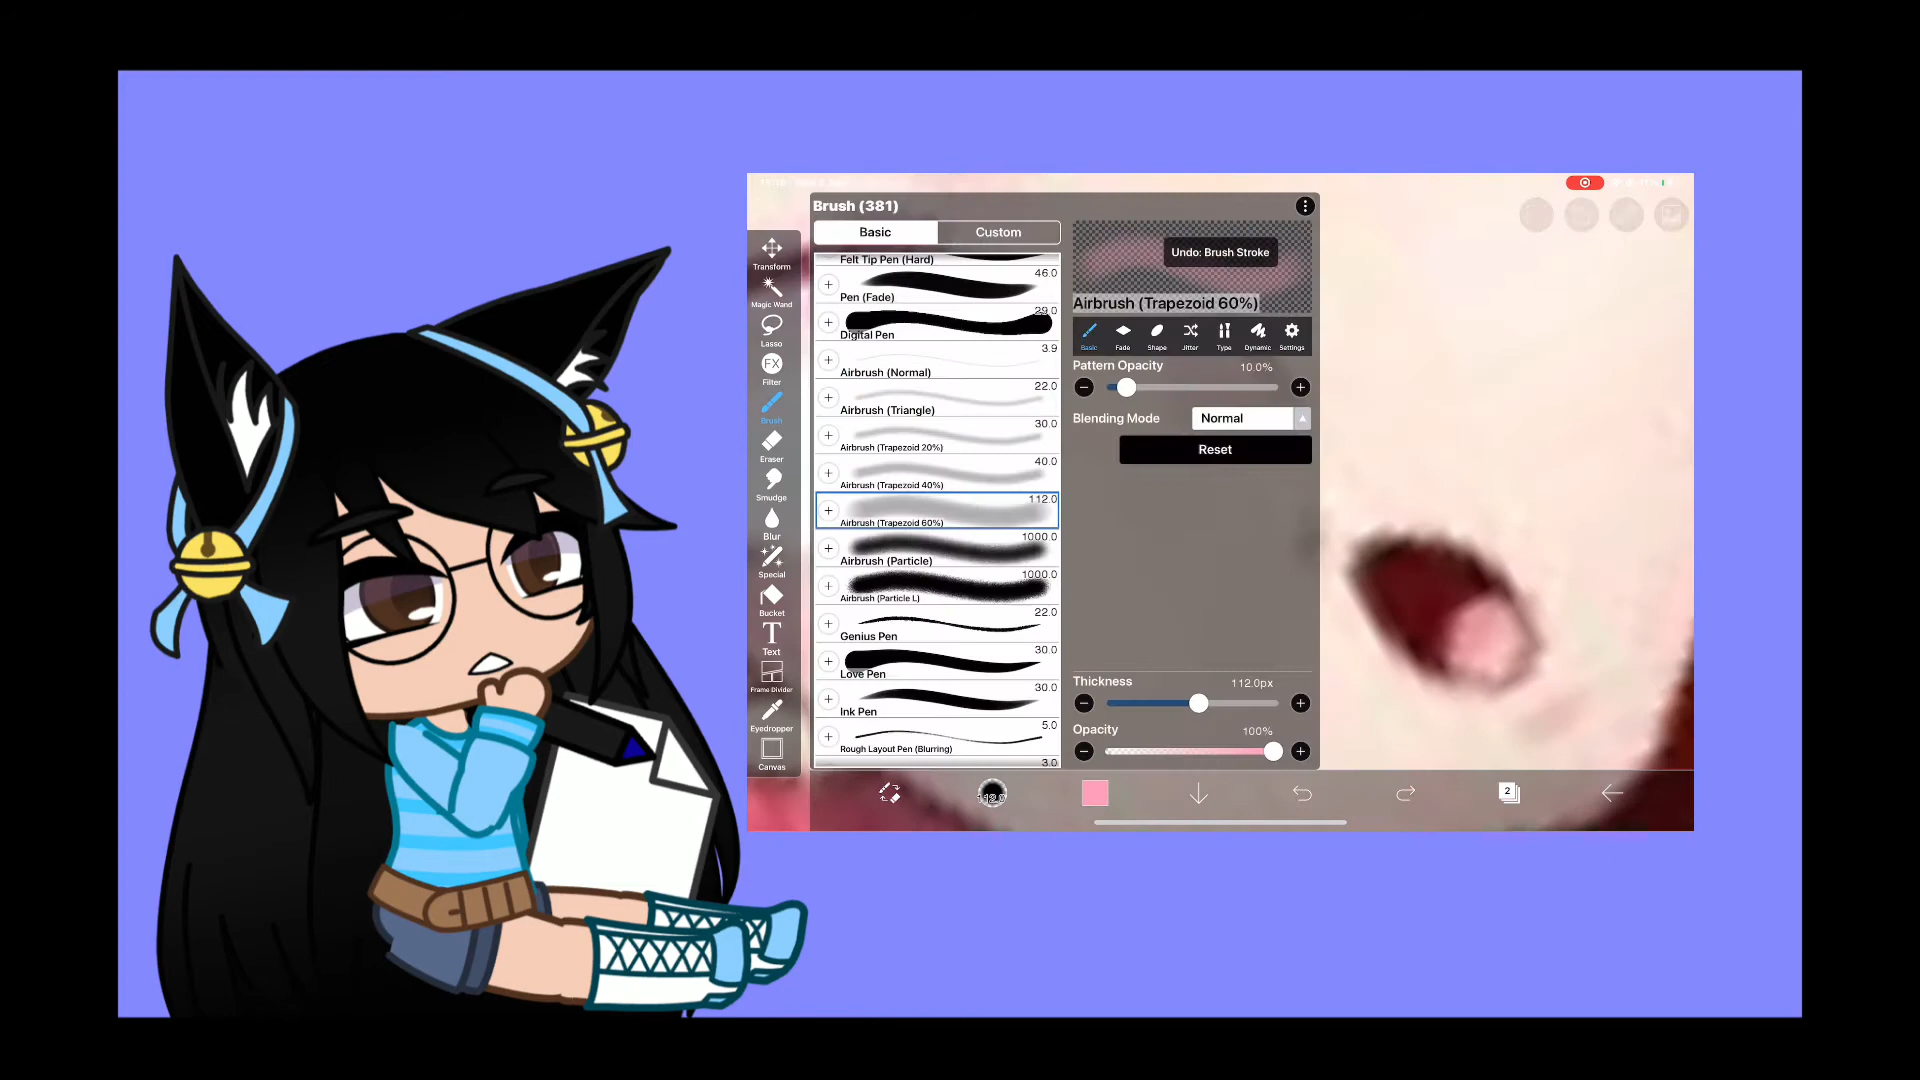 Brush (381)
Basic
Custom
Undo: Brush Stroke
Airbrush (Trapezoid 60%)
Transform
Magic Wand
Lasso
FX
Filter
Brush
Eraser
Smudge
Blur
Special
Bucket
T
Text
Frame Divider
Eyedropper
Canvas
Felt Tip Pen (Hard)
46.0
Pen (Fade)
29.0
Digital Pen
3.9
Airbrush (Normal)
22.0
Airbrush (Triangle)
30.0
Airbrush (Trapezoid 20%)
40.0
Airbrush (Trapezoid 40%)
112.0
Airbrush (Trapezoid 60%)
1000.0
Airbrush (Particle)
1000.0
Airbrush (Particle L)
22.0
Genius Pen
30.0
Love Pen
30.0
Ink Pen
5.0
Rough Layout Pen (Blurring)
3.0
Basic
Fade
Shape
Jitter
Type
Dynamic
Settings
Pattern Opacity
10.0%
Blending Mode
Normal
Reset
Thickness
112.0px
Opacity
100%
112.0
2